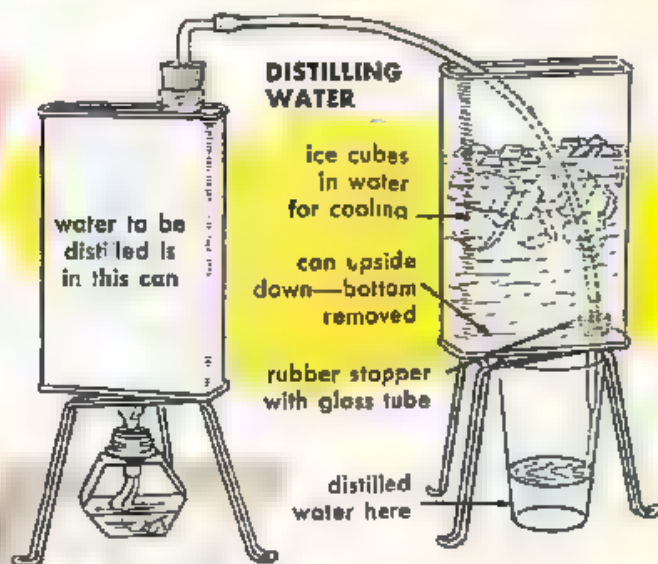 DISTILLING
WATER
water to be
distilled is
in this can
ice cubes
in water
for cooling
can upside
down—bottom
removed
rubber stopper
with glass tube
distilled
water here